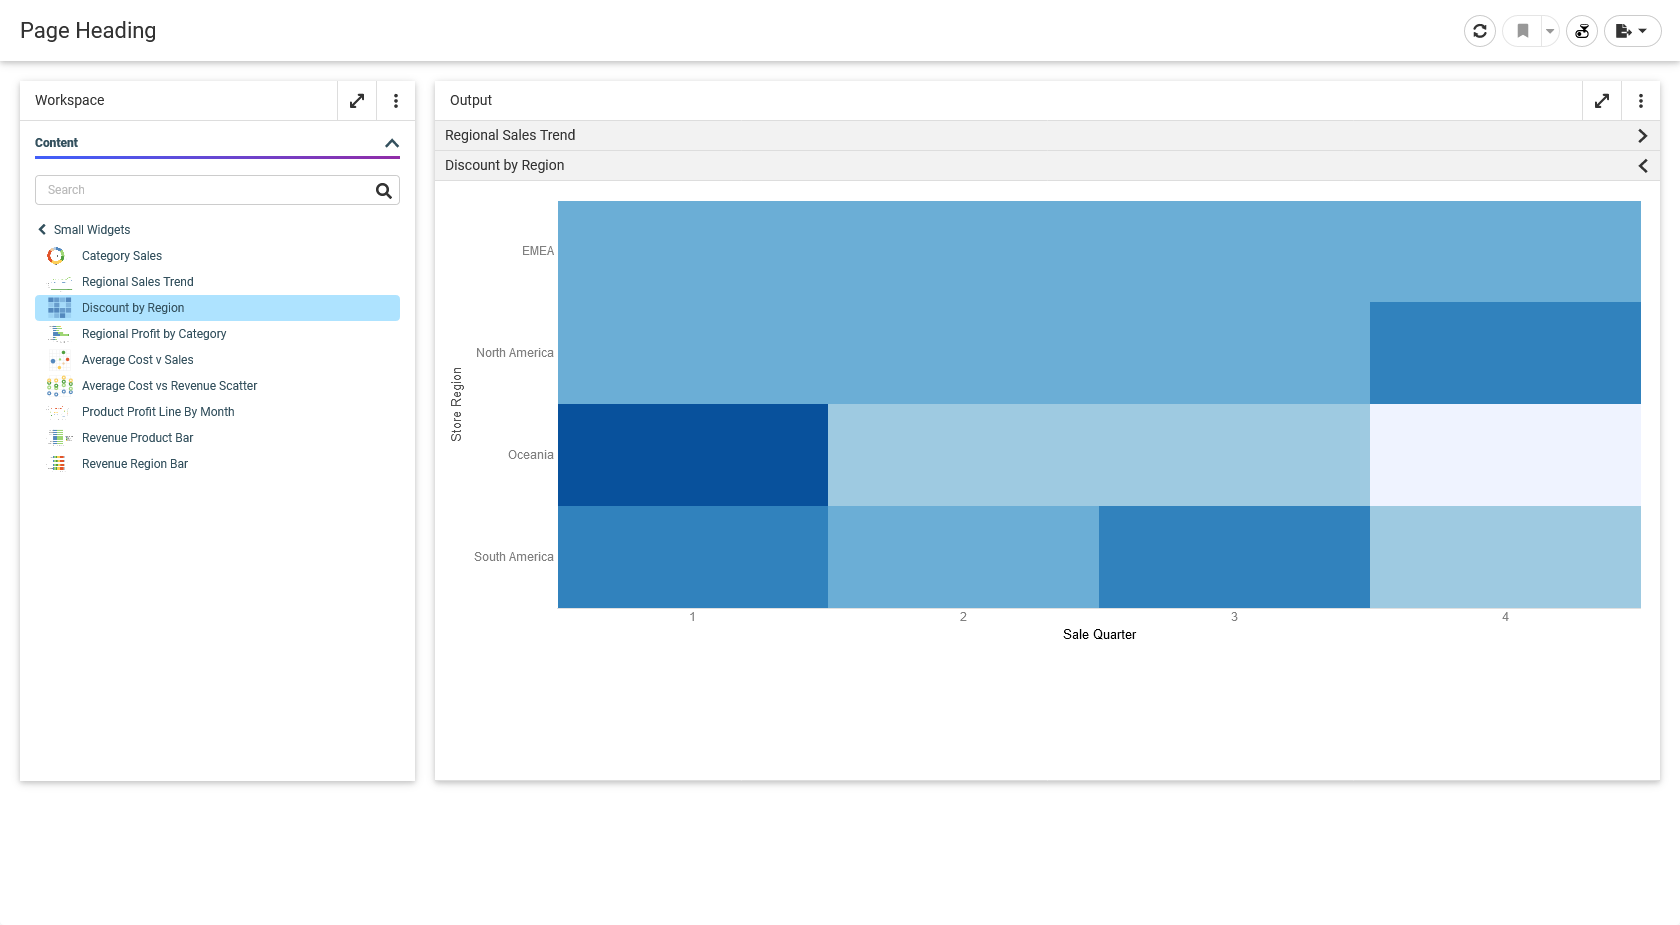 Page Heading
Workspace
Content
Search
Small Widgets
Category Sales
Regional Sales Trend
Discount by Region
Regional Profit by Category
Average Cost v Sales
Average Cost vs Revenue Scatter
Product Profit Line By Month
Revenue Product Bar
Revenue Region Bar
Output
Regional Sales Trend
Discount by Region
Store Region
EMEA
North America
Oceania
South America
1 2 3 4
Sale Quarter